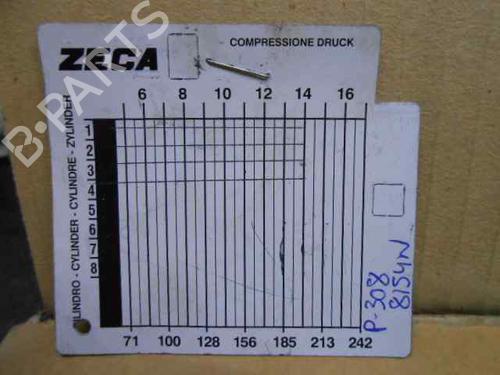 ZECA
COMPRESSIONE DRUCK
6 8 10 12 14 16
CILINDRO - CYLINDER - CYLINDRE - ZYLINDER
1
2
3
4
5
6
7
8
71 100 128 156 185 213 242
P-308
8154N
B-PARTS